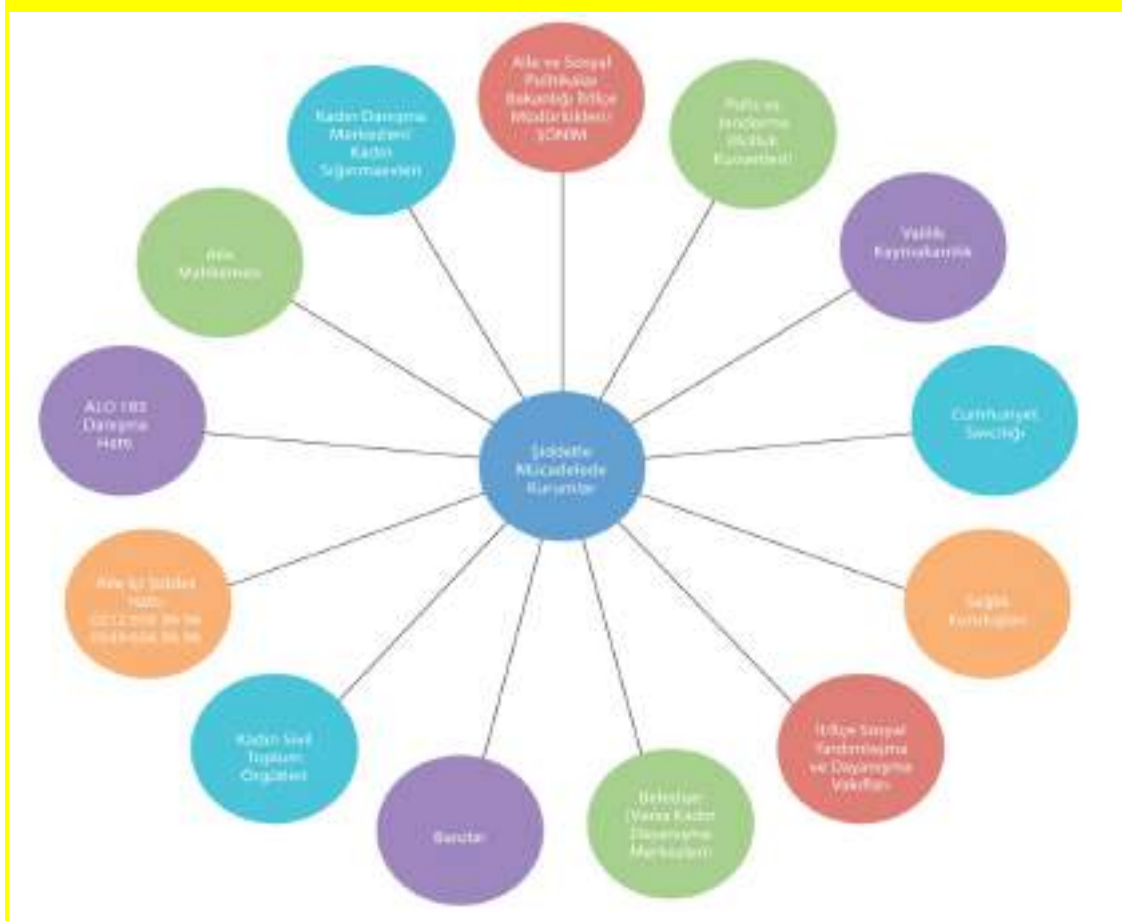 Aile ve Sosyal
Politikalar
Bakanlığı İl/İlçe
Müdürlükleri/
ŞÖNİM
Polis ve
Jandarma
(Kolluk
Kuvvetleri)
Valilik
Kaymakamlık
Cumhuriyet
Savcılığı
Sağlık
Kuruluşları
İl/İlçe Sosyal
Yardımlaşma
ve Dayanışma
Vakıfları
Belediye
(Varsa Kadın
Danışma
Merkezleri)
Barolar
Kadın Sivil
Toplum
Örgütleri
Aile İçi Şiddet
Hattı
ALO 183
Danışma
Hattı
Aile
Mahkemesi
Kadın Danışma
Merkezleri/
Kadın
Sığınmaevleri
Şiddetle
Mücadelede
Kurumlar